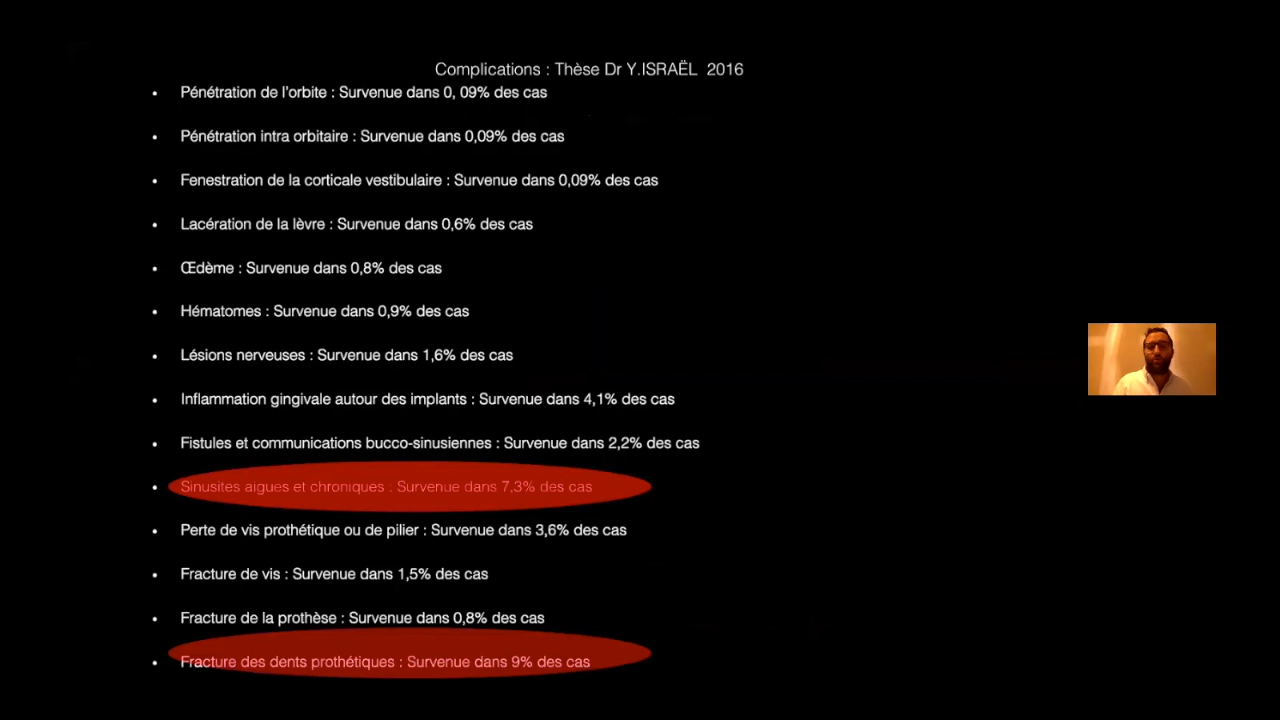 Complications : Thèse Dr Y.ISRAËL 2016
• Pénétration de l'orbite : Survenue dans 0, 09% des cas
• Pénétration intra orbitaire : Survenue dans 0,09% des cas
• Fenestration de la corticale vestibulaire : Survenue dans 0,09% des cas
• Lacération de la lèvre : Survenue dans 0,6% des cas
• Œdème : Survenue dans 0,8% des cas
• Hématomes : Survenue dans 0,9% des cas
• Lésions nerveuses : Survenue dans 1,6% des cas
• Inflammation gingivale autour des implants : Survenue dans 4,1% des cas
• Fistules et communications bucco-sinusiennes : Survenue dans 2,2% des cas
• Sinusites aigues et chroniques : Survenue dans 7,3% des cas
• Perte de vis prothétique ou de pilier : Survenue dans 3,6% des cas
• Fracture de vis : Survenue dans 1,5% des cas
• Fracture de la prothèse : Survenue dans 0,8% des cas
• Fracture des dents prothétiques : Survenue dans 9% des cas